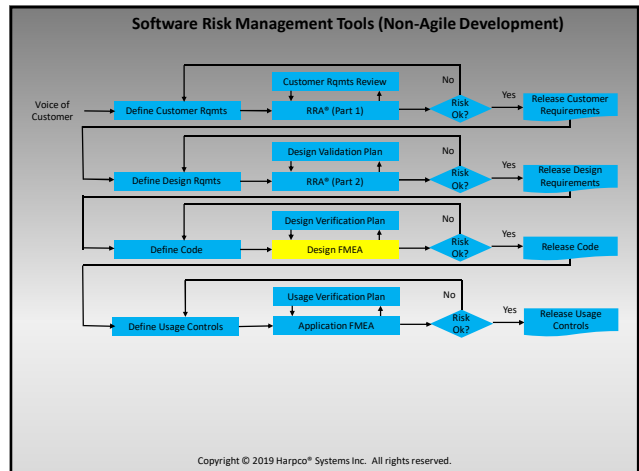 Software Risk Management Tools (Non-Agile Development)
Customer Rqmts Review
No
Voice of
Customer
Define Customer Rqmts
RRA® (Part 1)
Risk
Ok?
Yes
Release Customer
Requirements
Design Validation Plan
No
Define Design Rqmts
RRA® (Part 2)
Risk
Ok?
Yes
Release Design
Requirements
Design Verification Plan
No
Define Code
Design FMEA
Risk
Ok?
Yes
Release Code
Usage Verification Plan
No
Define Usage Controls
Application FMEA
Risk
Ok?
Yes
Release Usage
Controls
Copyright © 2019 Harpco® Systems Inc. All rights reserved.